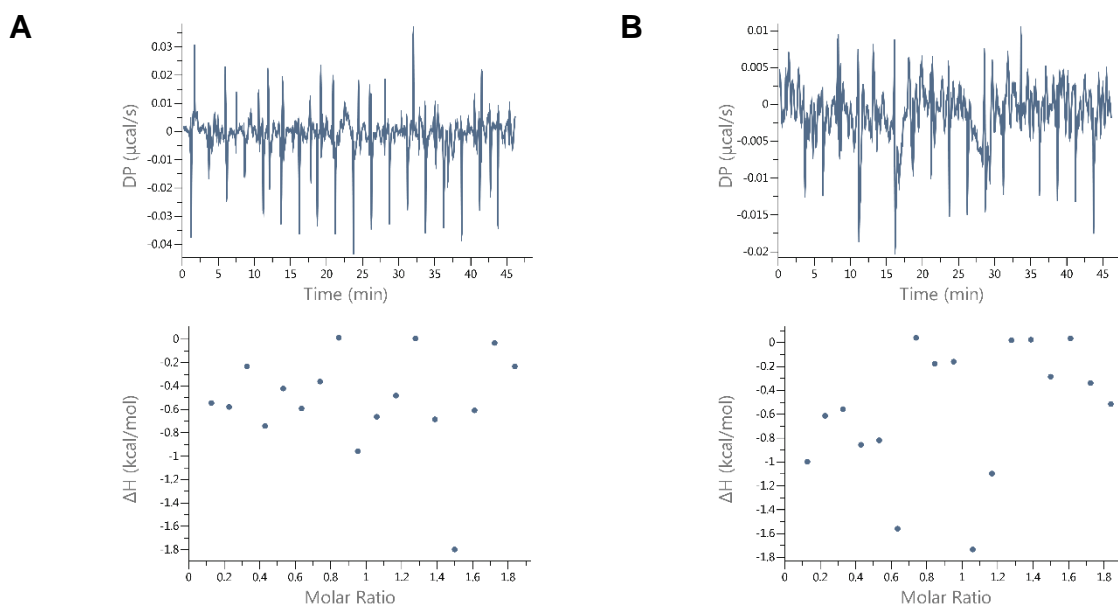 A
B
DP (µcal/s)
0.03
0.02
0.01
0
-0.01
-0.02
-0.03
-0.04
0 5 10 15 20 25 30 35 40 45
Time (min)
DP (µcal/s)
0.01
0.005
0
-0.005
-0.01
-0.015
-0.02
0 5 10 15 20 25 30 35 40 45
Time (min)
ΔH (kcal/mol)
0
-0.2
-0.4
-0.6
-0.8
-1
-1.2
-1.4
-1.6
-1.8
0 0.2 0.4 0.6 0.8 1 1.2 1.4 1.6 1.8
Molar Ratio
ΔH (kcal/mol)
0
-0.2
-0.4
-0.6
-0.8
-1
-1.2
-1.4
-1.6
-1.8
0 0.2 0.4 0.6 0.8 1 1.2 1.4 1.6 1.8
Molar Ratio